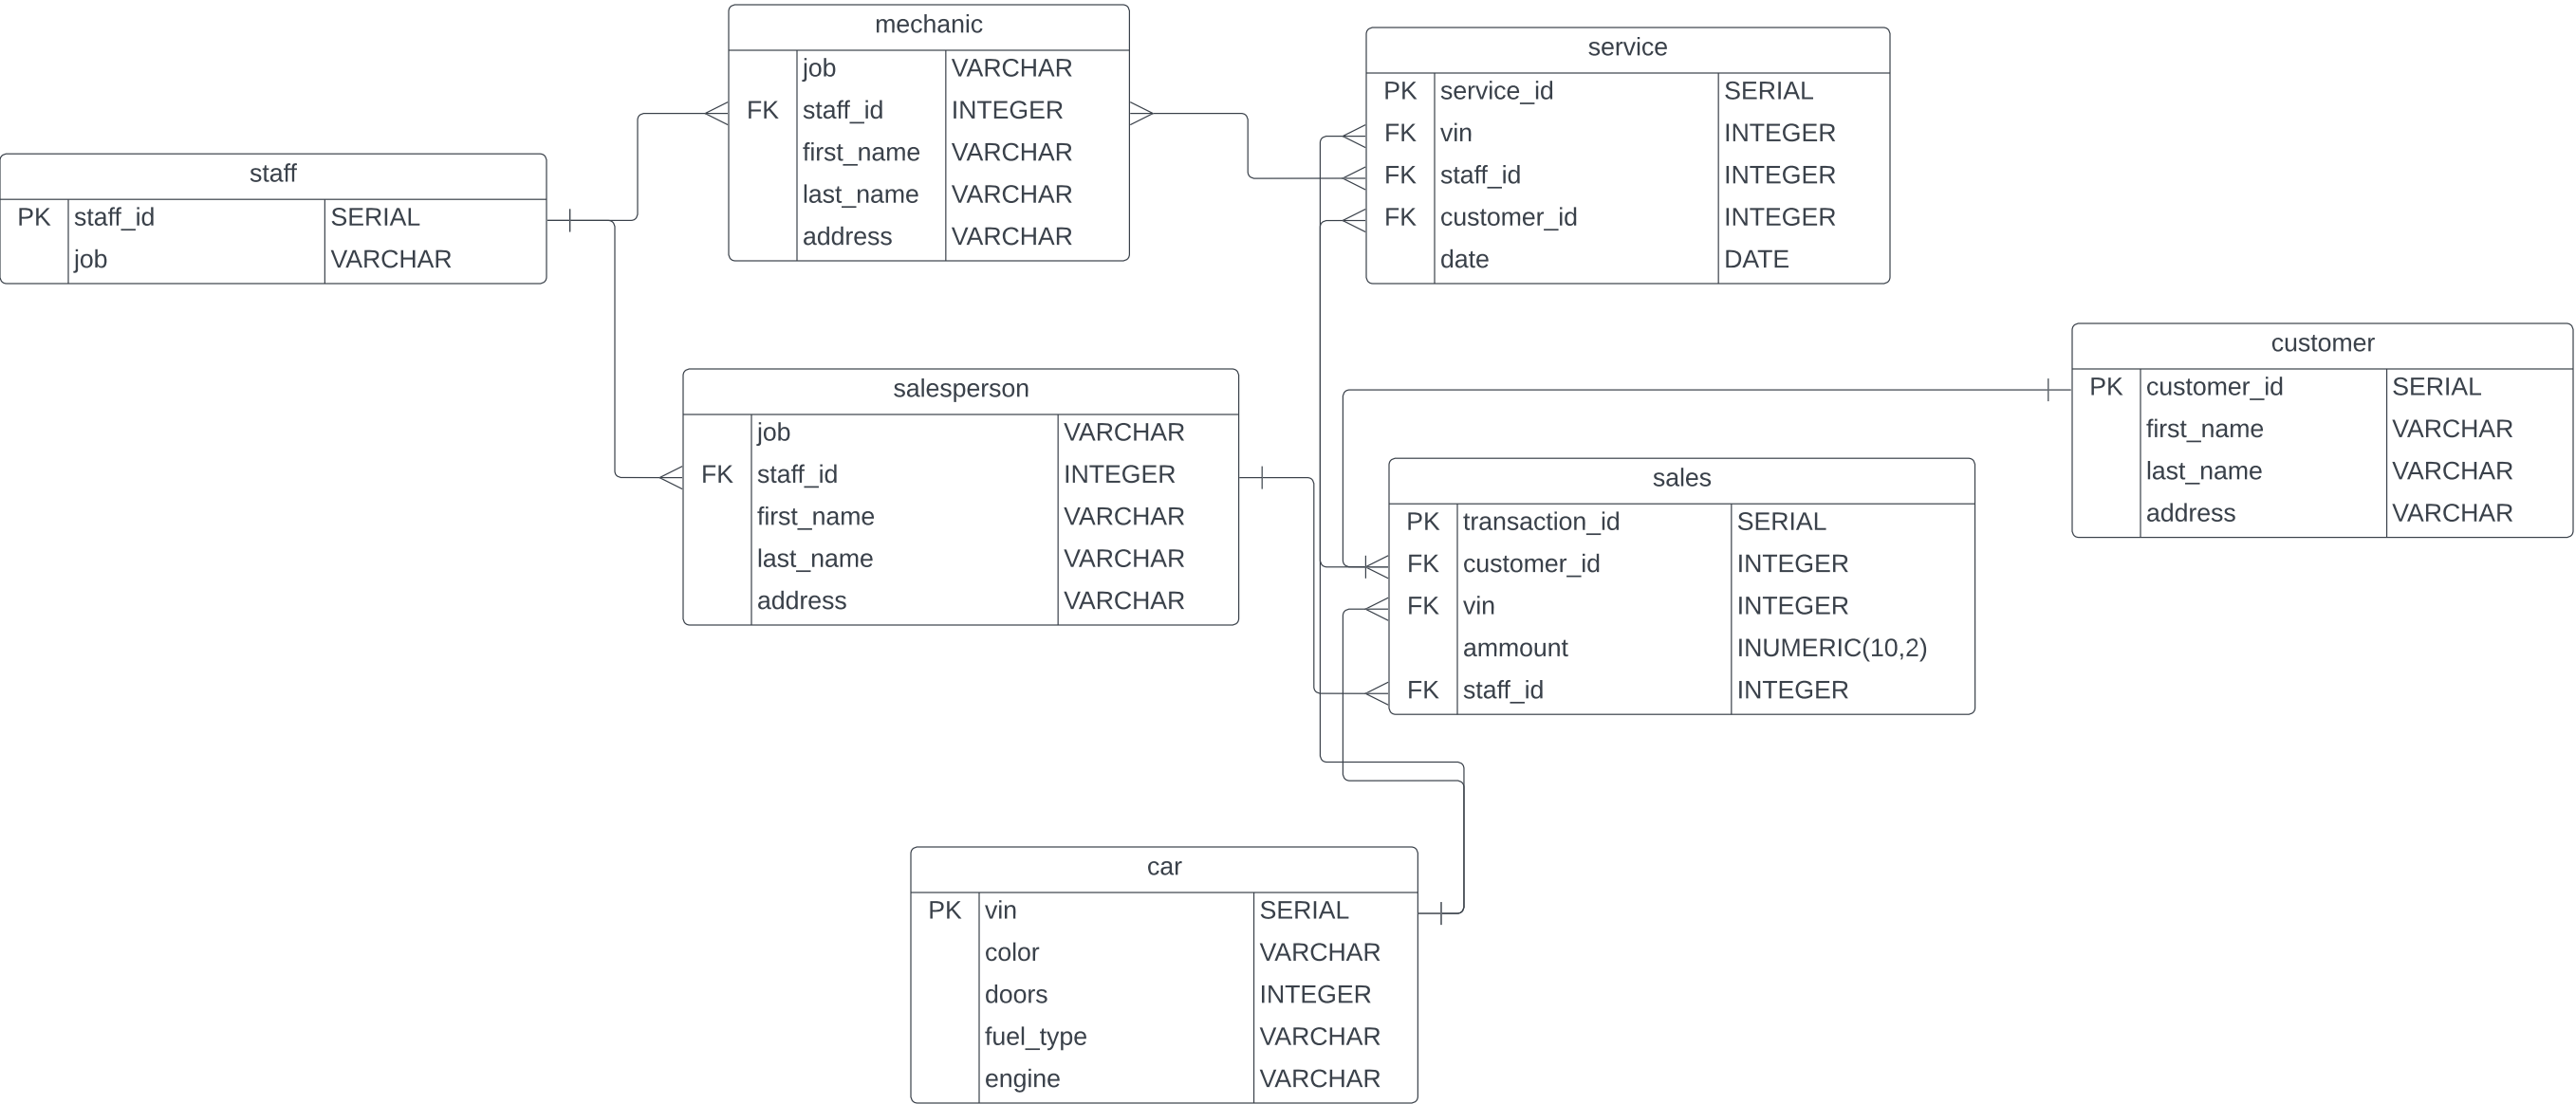 mechanic
job VARCHAR
FK staff_id INTEGER
first_name VARCHAR
last_name VARCHAR
address VARCHAR
service
PK service_id SERIAL
FK vin INTEGER
FK staff_id INTEGER
FK customer_id INTEGER
date DATE
staff
PK staff_id SERIAL
job VARCHAR
customer
PK customer_id SERIAL
first_name VARCHAR
last_name VARCHAR
address VARCHAR
salesperson
job VARCHAR
FK staff_id INTEGER
first_name VARCHAR
last_name VARCHAR
address VARCHAR
sales
PK transaction_id SERIAL
FK customer_id INTEGER
FK vin INTEGER
ammount INUMERIC(10,2)
FK staff_id INTEGER
car
PK vin SERIAL
color VARCHAR
doors INTEGER
fuel_type VARCHAR
engine VARCHAR